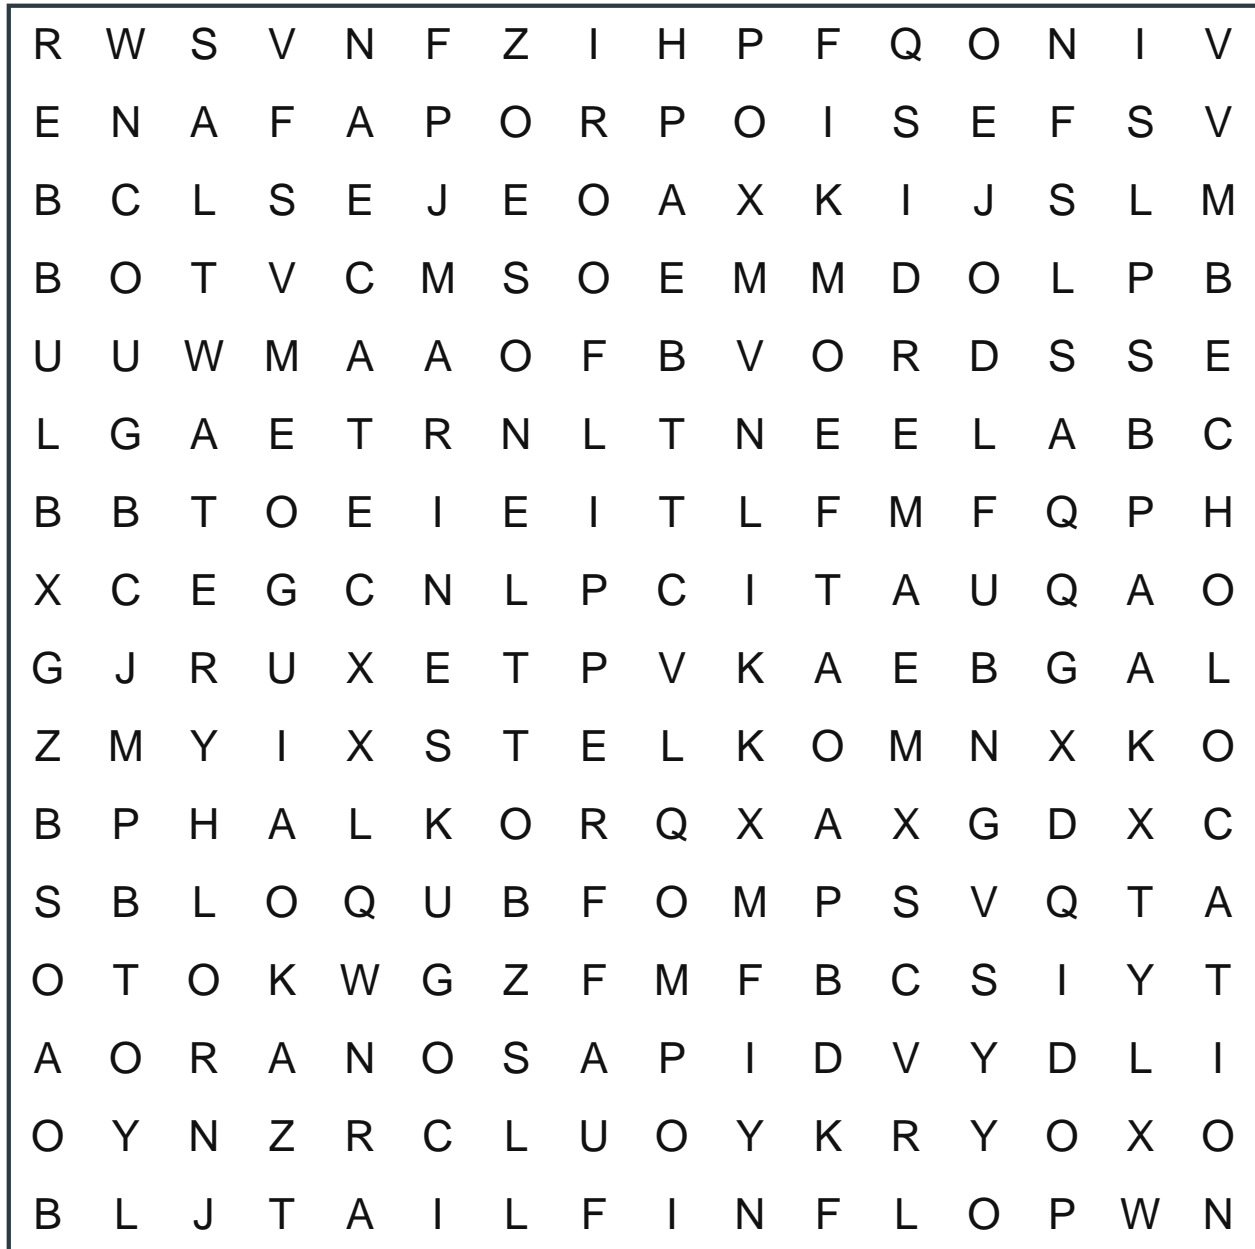 R W S V N F Z I H P F Q O N I V
E N A F A P O R P O I S E F S V
B C L S E J E O A X K I J S L M
B O T V C M S O E M M D O L P B
U U W M A A O F B V O R D S S E
L G A E T R N L T N E E L A B C
B B T O E I E I T L F M F Q P H
X C E G C N L P C I T A U Q A O
G J R U X E T P V K A E B G A L
Z M Y I X S T E L K O M N X K O
B P H A L K O R Q X A X G D X C
S B L O Q U B F O M P S V Q T A
O T O K W G Z F M F B C S I Y T
A O R A N O S A P I D V Y D L I
O Y N Z R C L U O Y K R Y O X O
B L J T A I L F I N F L O P W N